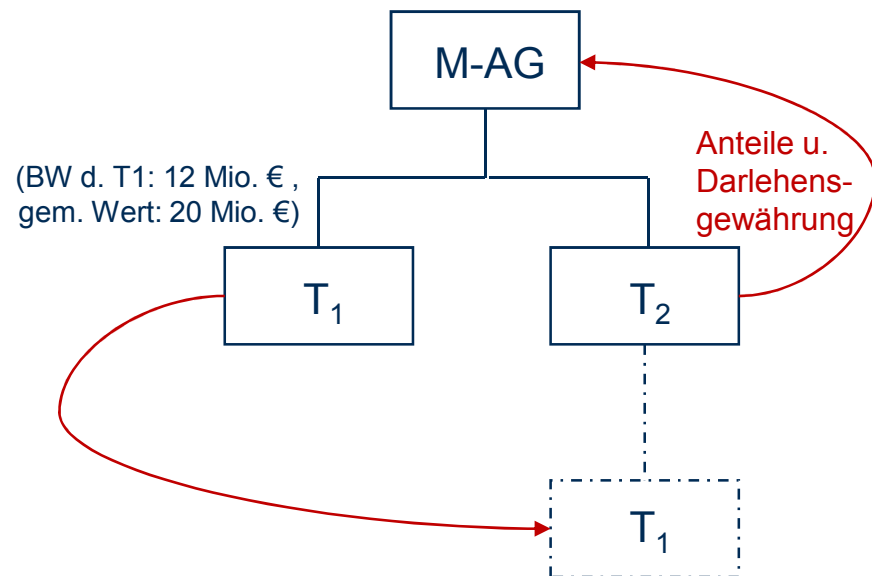 M-AG
(BW d. T1: 12 Mio. € ,
gem. Wert: 20 Mio. €)
Anteile u.
Darlehens-
gewährung
T₁
T₂
T₁